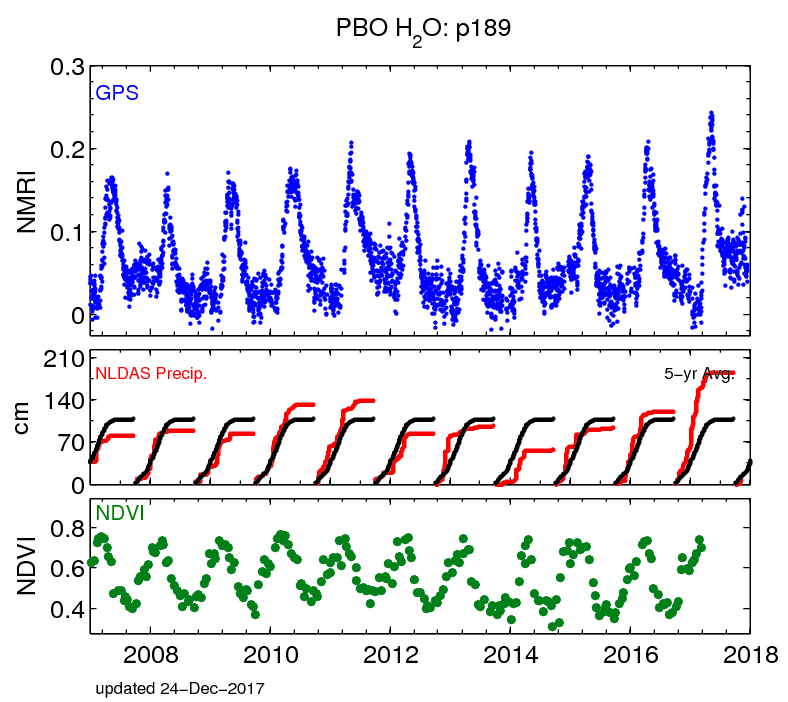 PBO H2O: p189
0.3
GPS
0.2
NMRI
0.1
0
210
NLDAS Precip.
5-yr Avg.
140
cm
70
0
NDVI
0.8
NDVI
0.6
0.4
2008 2010 2012 2014 2016 2018
updated 24-Dec-2017